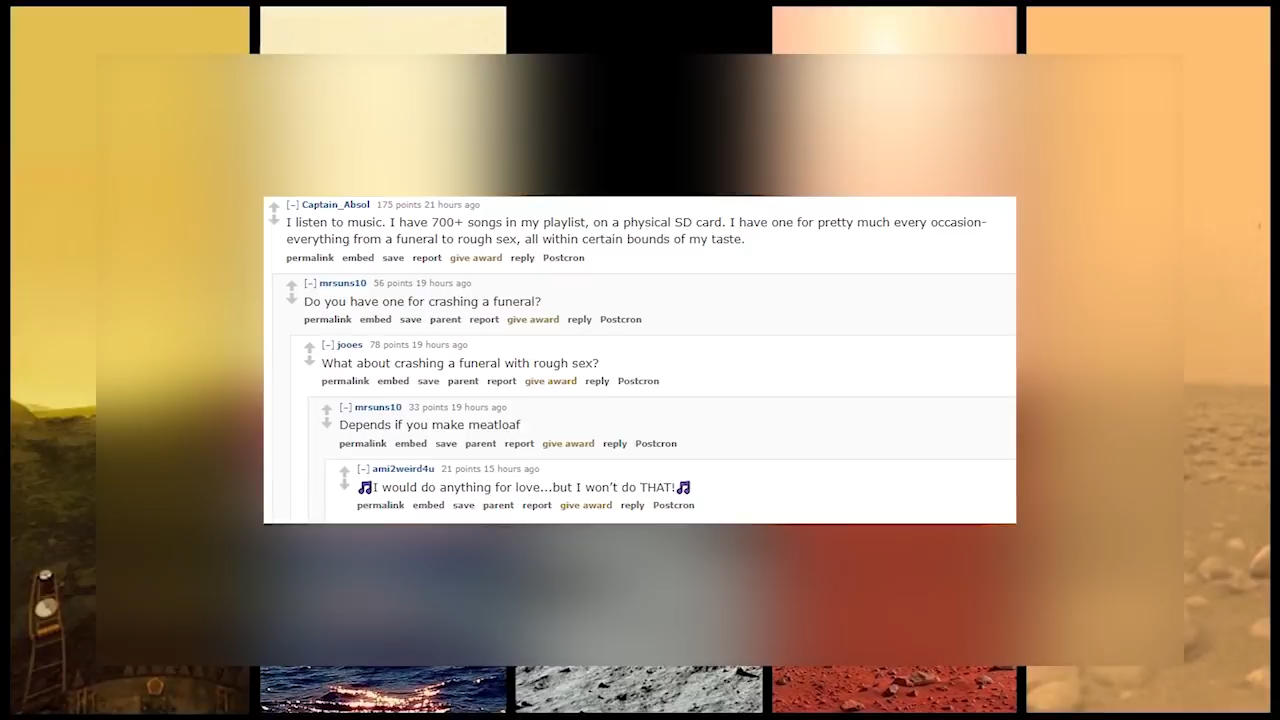 [–] Captain_Absol 175 points 21 hours ago
I listen to music. I have 700+ songs in my playlist, on a physical SD card. I have one for pretty much every occasion-
everything from a funeral to rough sex, all within certain bounds of my taste.
permalink embed save report give award reply Postcron
[–] mrsuns10 56 points 19 hours ago
Do you have one for crashing a funeral?
permalink embed save parent report give award reply Postcron
[–] jooes 78 points 19 hours ago
What about crashing a funeral with rough sex?
permalink embed save parent report give award reply Postcron
[–] mrsuns10 33 points 19 hours ago
Depends if you make meatloaf
permalink embed save parent report give award reply Postcron
[–] ami2weird4u 21 points 15 hours ago
🎵I would do anything for love...but I won’t do THAT!🎵
permalink embed save parent report give award reply Postcron